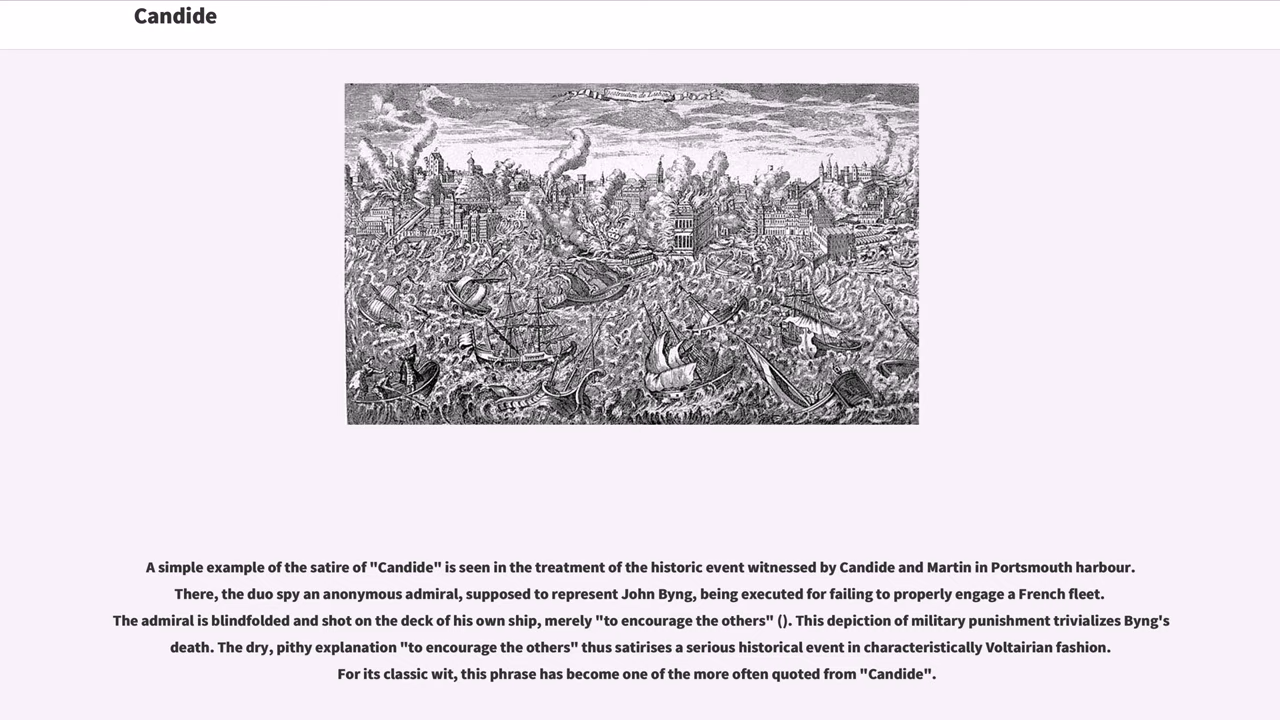 Candide
A simple example of the satire of "Candide" is seen in the treatment of the historic event witnessed by Candide and Martin in Portsmouth harbour.
There, the duo spy an anonymous admiral, supposed to represent John Byng, being executed for failing to properly engage a French fleet.
The admiral is blindfolded and shot on the deck of his own ship, merely "to encourage the others" (). This depiction of military punishment trivializes Byng's
death. The dry, pithy explanation "to encourage the others" thus satirises a serious historical event in characteristically Voltairian fashion.
For its classic wit, this phrase has become one of the more often quoted from "Candide".